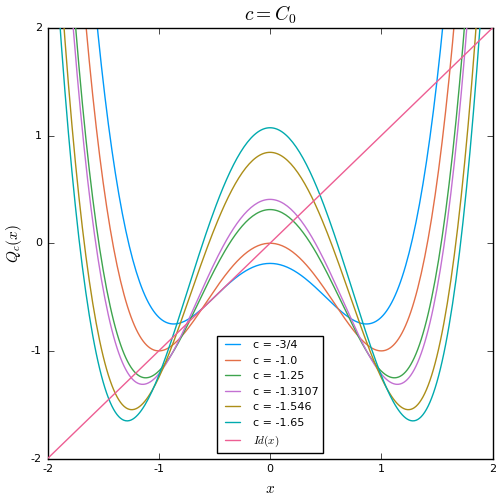 c = C₀
2
1
0
-1
-2
Q_c(x)
c = -3/4
c = -1.0
c = -1.25
c = -1.3107
c = -1.546
c = -1.65
Id(x)
-2 -1 0 1 2
x